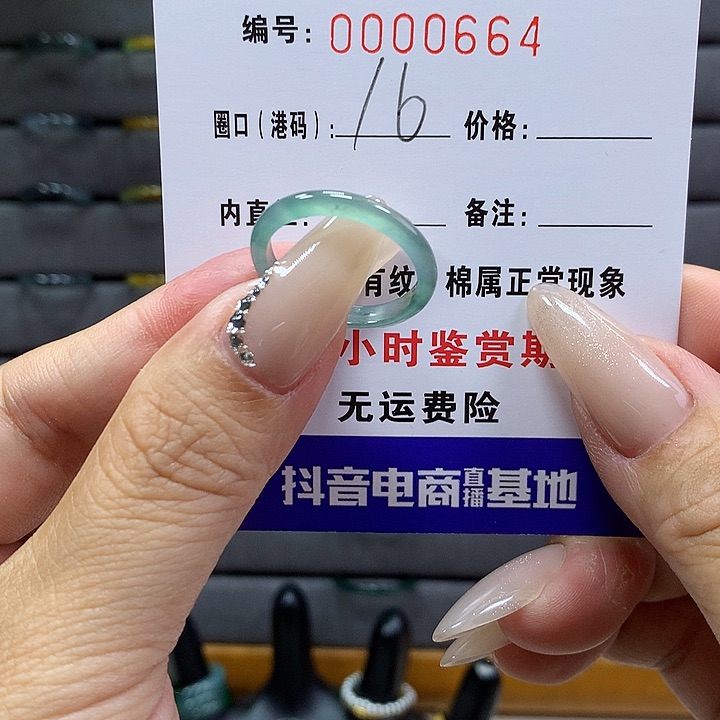 编号: 0000664
圈口(港码): 16 价格:
内直 : 备注:
有纹 棉属正常现象
小时鉴赏期
无运费险
抖音电商直播基地